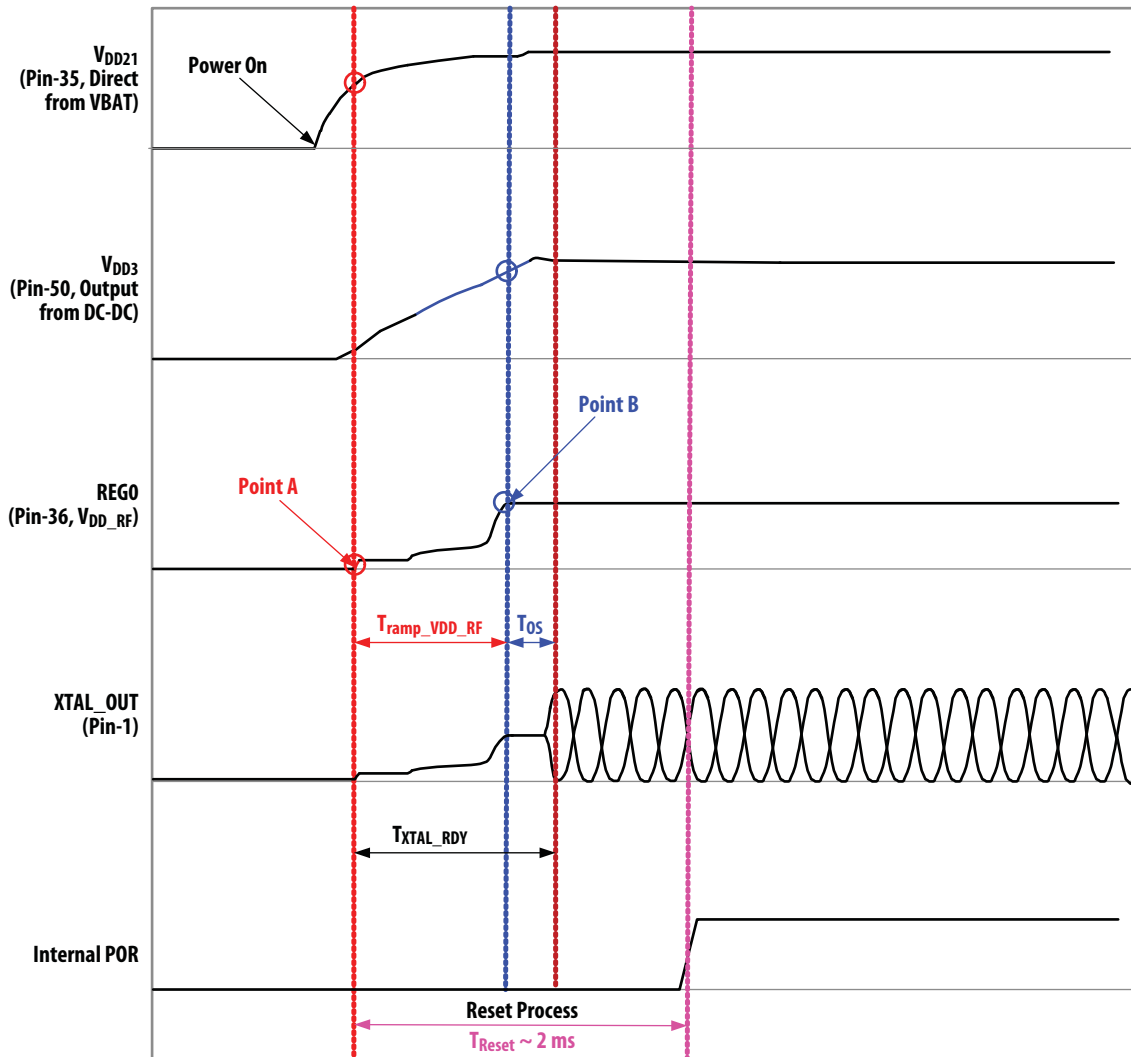 VDD21
(Pin-35, Direct
from VBAT)
Power On
VDD3
(Pin-50, Output
from DC-DC)
Point B
Point A
REG0
(Pin-36, VDD_RF)
Tramp_VDD_RF
TOS
XTAL_OUT
(Pin-1)
TXTAL_RDY
Internal POR
Reset Process
TReset ~ 2 ms